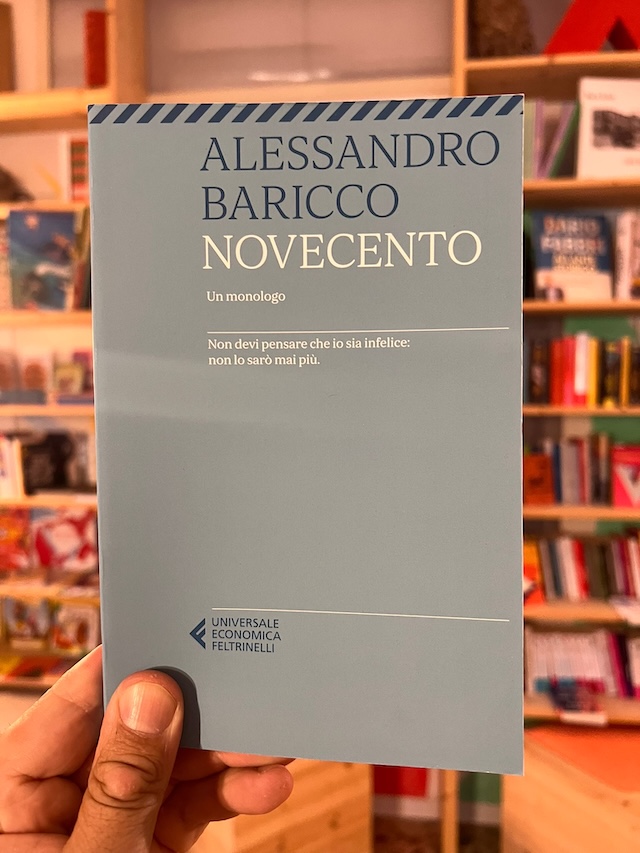 ALESSANDRO
BARICCO
NOVECENTO
Un monologo
Non devi pensare che io sia infelice:
non lo sarò mai più.
UNIVERSALE
ECONOMICA
FELTRINELLI